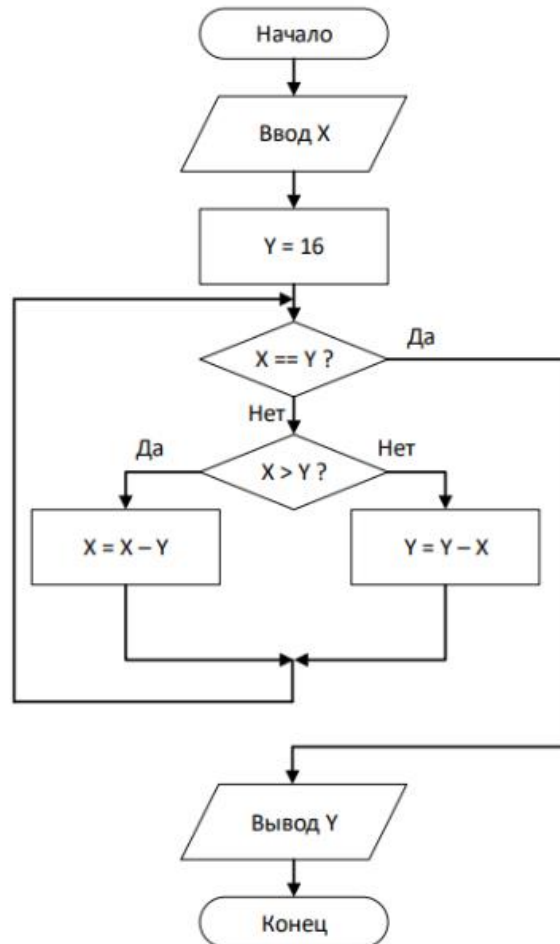 Начало
Ввод X
Y = 16
X == Y ?
Да
Нет
X > Y ?
Да
Нет
X = X – Y
Y = Y – X
Вывод Y
Конец